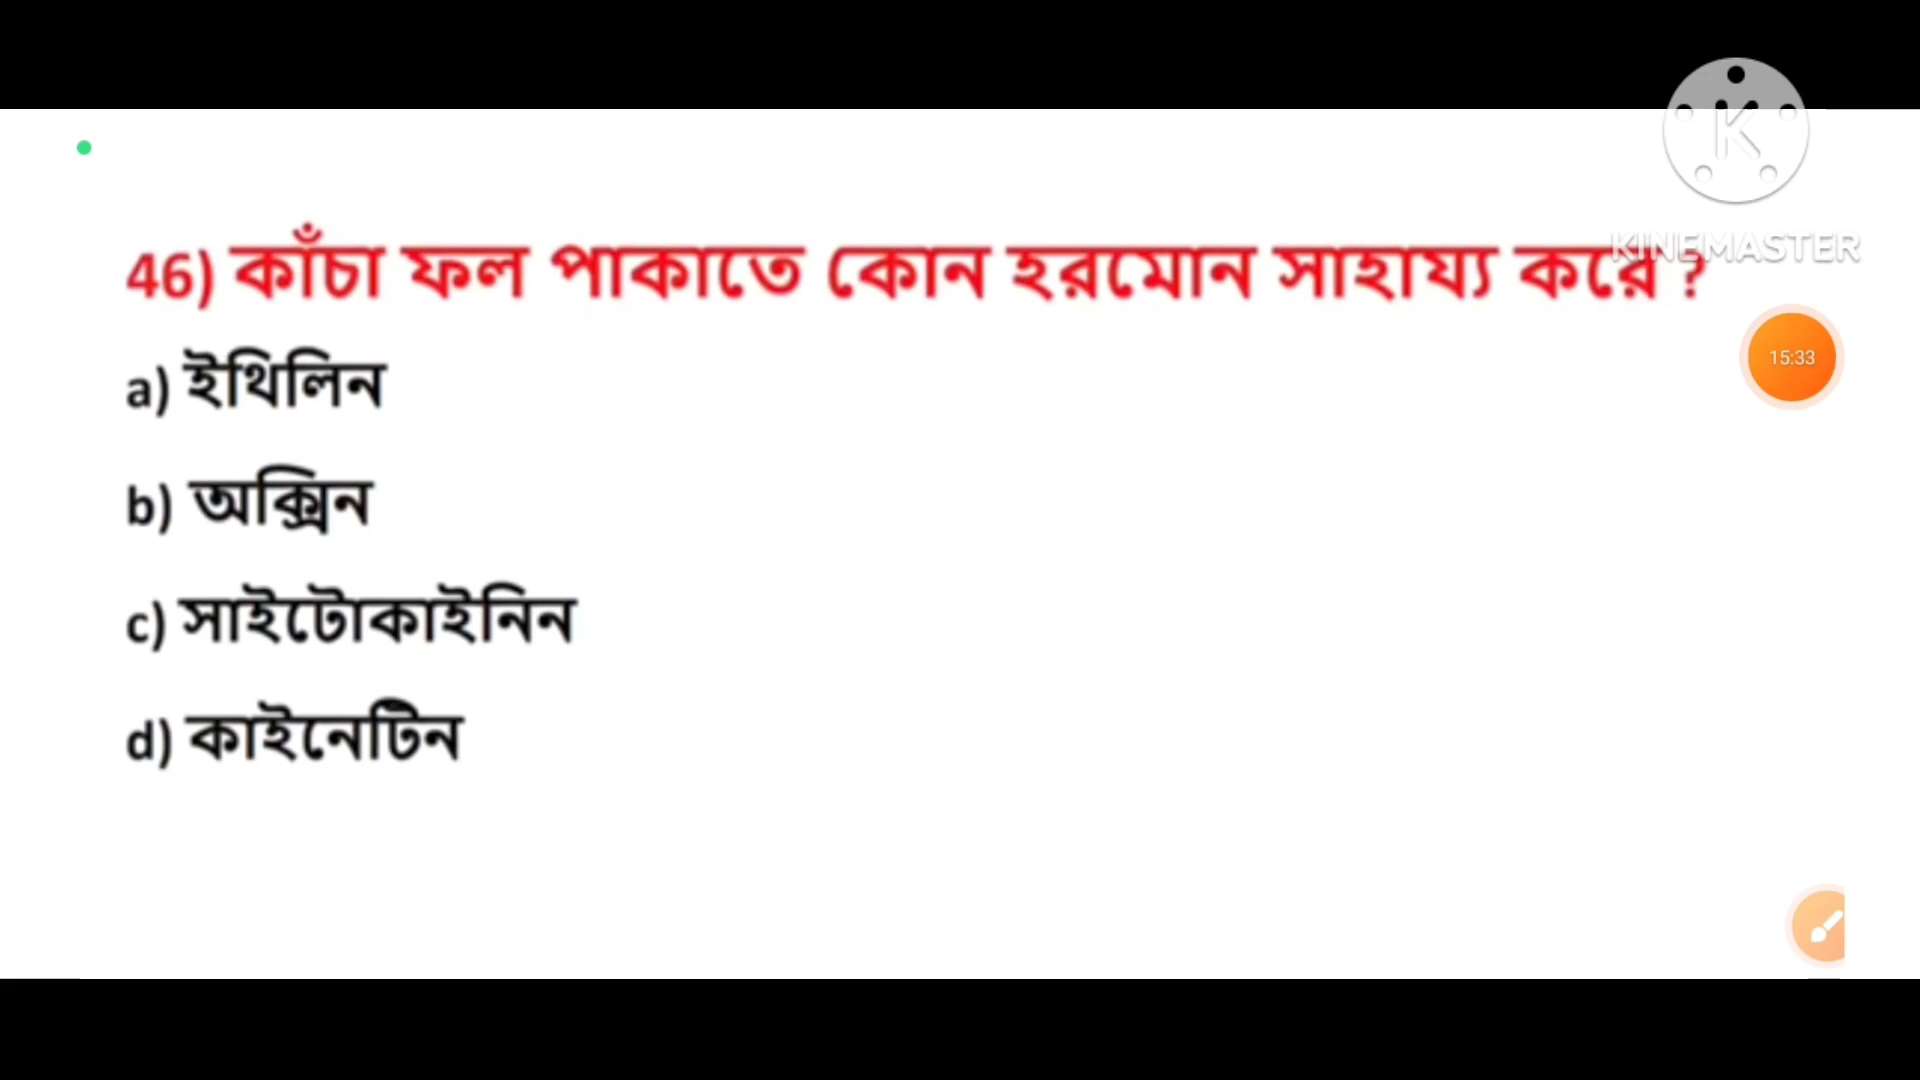 KINEMASTER
46) কাঁচা ফল পাকাতে কোন হরমোন সাহায্য করে ?
15:33
a) ইথিলিন
b) অক্সিন
c) সাইটোকাইনিন
d) কাইনেটিন